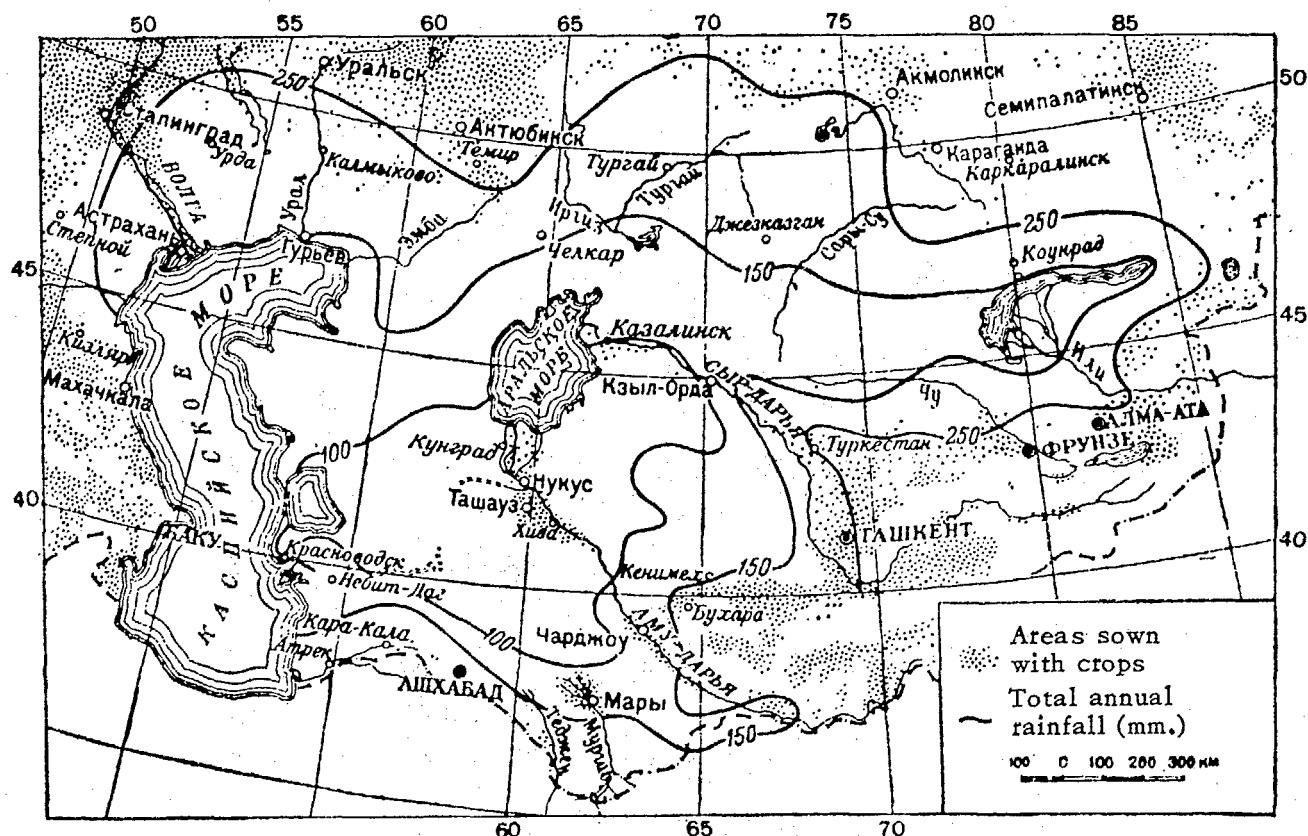 50 55 60 65 70 75 80 85
50
45
40
45
40
60 65 70
Уральск
Акмолинск
Семипалатинск
250
Сталинград
Урда
Актюбинск
Темир
Калмыково
Тургай
Тургай
Караганда
Каркаралинск
ВОЛГА
Урал
Эмба
Иргиз
Джезказган
Сары-Су
250
Коунрад
Астрахань
Степной
Гурьев
Челкар
150
КАСПИЙСКОЕ МОРЕ
АРАЛЬСКОЕ МОРЕ
Казалинск
Кизляр
Махачкала
Кзыл-Орда
СЫР-ДАРЬЯ
Чу
Или
АЛМА-АТА
ФРУНЗЕ
250
Туркестан
100
Кунград
Нукус
Ташауз
Хива
ТАШКЕНТ
БАКУ
Красноводск
Небит-Даг
150
Бухара
Кара-Кала
Атрек
100
Чарджоу
АМУ-ДАРЬЯ
АШХАБАД
Мары
Теджен
Мургаб
150
Areas sown
with crops
Total annual
rainfall (mm.)
100 0 100 200 300 км